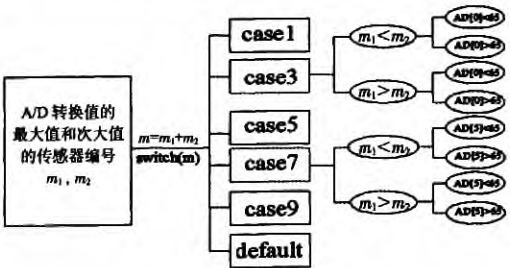 A/D 转换值的
最大值和次大值
的传感器编号
m₁ , m₂
m=m₁+m₂
switch(m)
case1
case3
case5
case7
case9
default
m₁<m₂
m₁>m₂
m₁<m₂
m₁>m₂
AD[0]<65
AD[0]>65
AD[0]<65
AD[0]>65
AD[5]<65
AD[5]>65
AD[5]<65
AD[5]>65